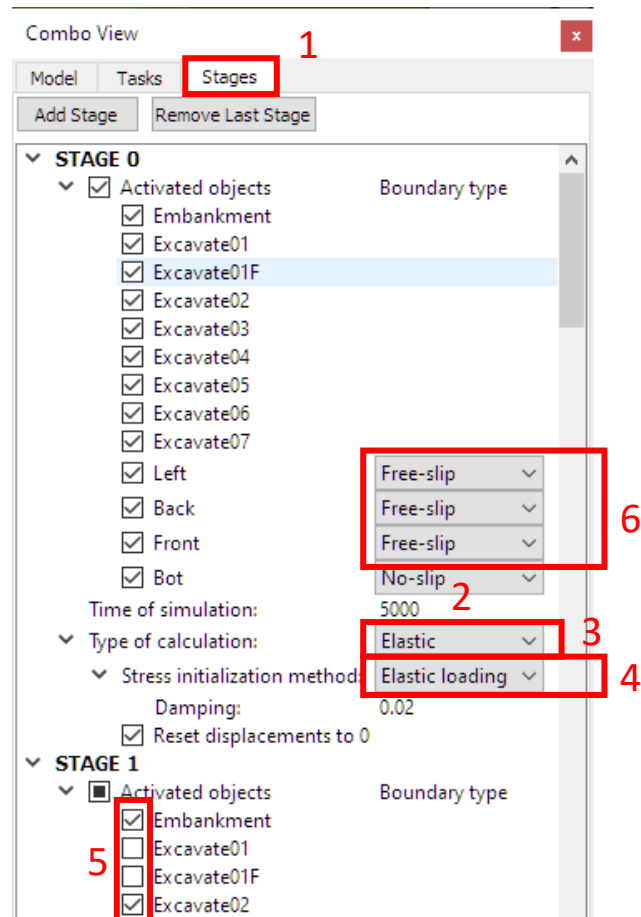 Combo View
x
1
Model Tasks Stages
Add Stage Remove Last Stage
STAGE 0
Activated objects Boundary type
Embankment
Excavate01
Excavate01F
Excavate02
Excavate03
Excavate04
Excavate05
Excavate06
Excavate07
Left Free-slip
Back Free-slip 6
Front Free-slip
Bot No-slip
Time of simulation: 5000 2
Type of calculation: Elastic 3
Stress initialization method: Elastic loading 4
Damping: 0.02
Reset displacements to 0
STAGE 1
Activated objects Boundary type
Embankment
5 Excavate01
Excavate01F
Excavate02